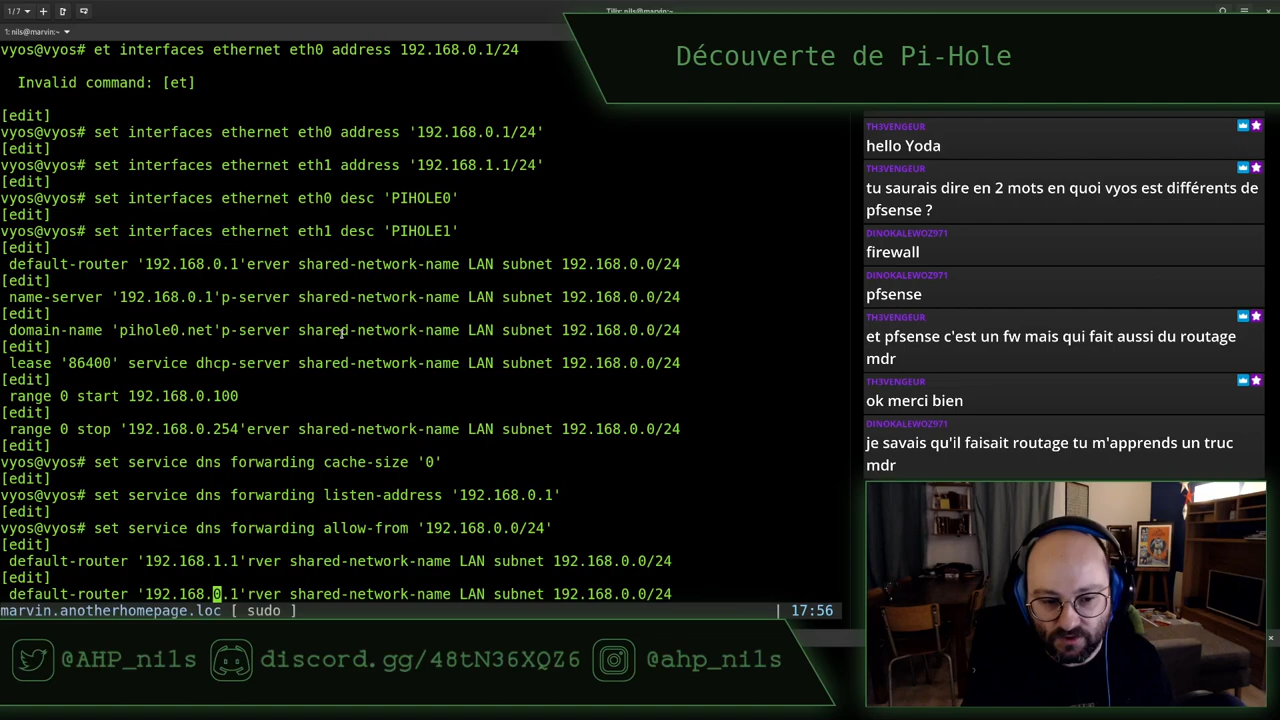 1/7
Tilix: nils@marvin:~
1: nils@marvin:~
vyos@vyos# et interfaces ethernet eth0 address 192.168.0.1/24
Invalid command: [et]
[edit]
vyos@vyos# set interfaces ethernet eth0 address '192.168.0.1/24'
[edit]
vyos@vyos# set interfaces ethernet eth1 address '192.168.1.1/24'
[edit]
vyos@vyos# set interfaces ethernet eth0 desc 'PIHOLE0'
[edit]
vyos@vyos# set interfaces ethernet eth1 desc 'PIHOLE1'
[edit]
default-router '192.168.0.1'erver shared-network-name LAN subnet 192.168.0.0/24
[edit]
name-server '192.168.0.1'p-server shared-network-name LAN subnet 192.168.0.0/24
[edit]
domain-name 'pihole0.net'p-server shared-network-name LAN subnet 192.168.0.0/24
[edit]
lease '86400' service dhcp-server shared-network-name LAN subnet 192.168.0.0/24
[edit]
range 0 start 192.168.0.100
[edit]
range 0 stop '192.168.0.254'erver shared-network-name LAN subnet 192.168.0.0/24
[edit]
vyos@vyos# set service dns forwarding cache-size '0'
[edit]
vyos@vyos# set service dns forwarding listen-address '192.168.0.1'
[edit]
vyos@vyos# set service dns forwarding allow-from '192.168.0.0/24'
[edit]
default-router '192.168.1.1'rver shared-network-name LAN subnet 192.168.0.0/24
[edit]
default-router '192.168.0.1'rver shared-network-name LAN subnet 192.168.0.0/24
marvin.anotherhomepage.loc [ sudo ] | 17:56
Découverte de Pi-Hole
TH3VENGEUR
hello Yoda
TH3VENGEUR
tu saurais dire en 2 mots en quoi vyos est différents de
pfsense ?
DINOKALEWOZ971
firewall
DINOKALEWOZ971
pfsense
TH3VENGEUR
et pfsense c'est un fw mais qui fait aussi du routage
mdr
TH3VENGEUR
ok merci bien
DINOKALEWOZ971
je savais qu'il faisait routage tu m'apprends un truc
mdr
@AHP_nils discord.gg/48tN36XQZ6 @ahp_nils